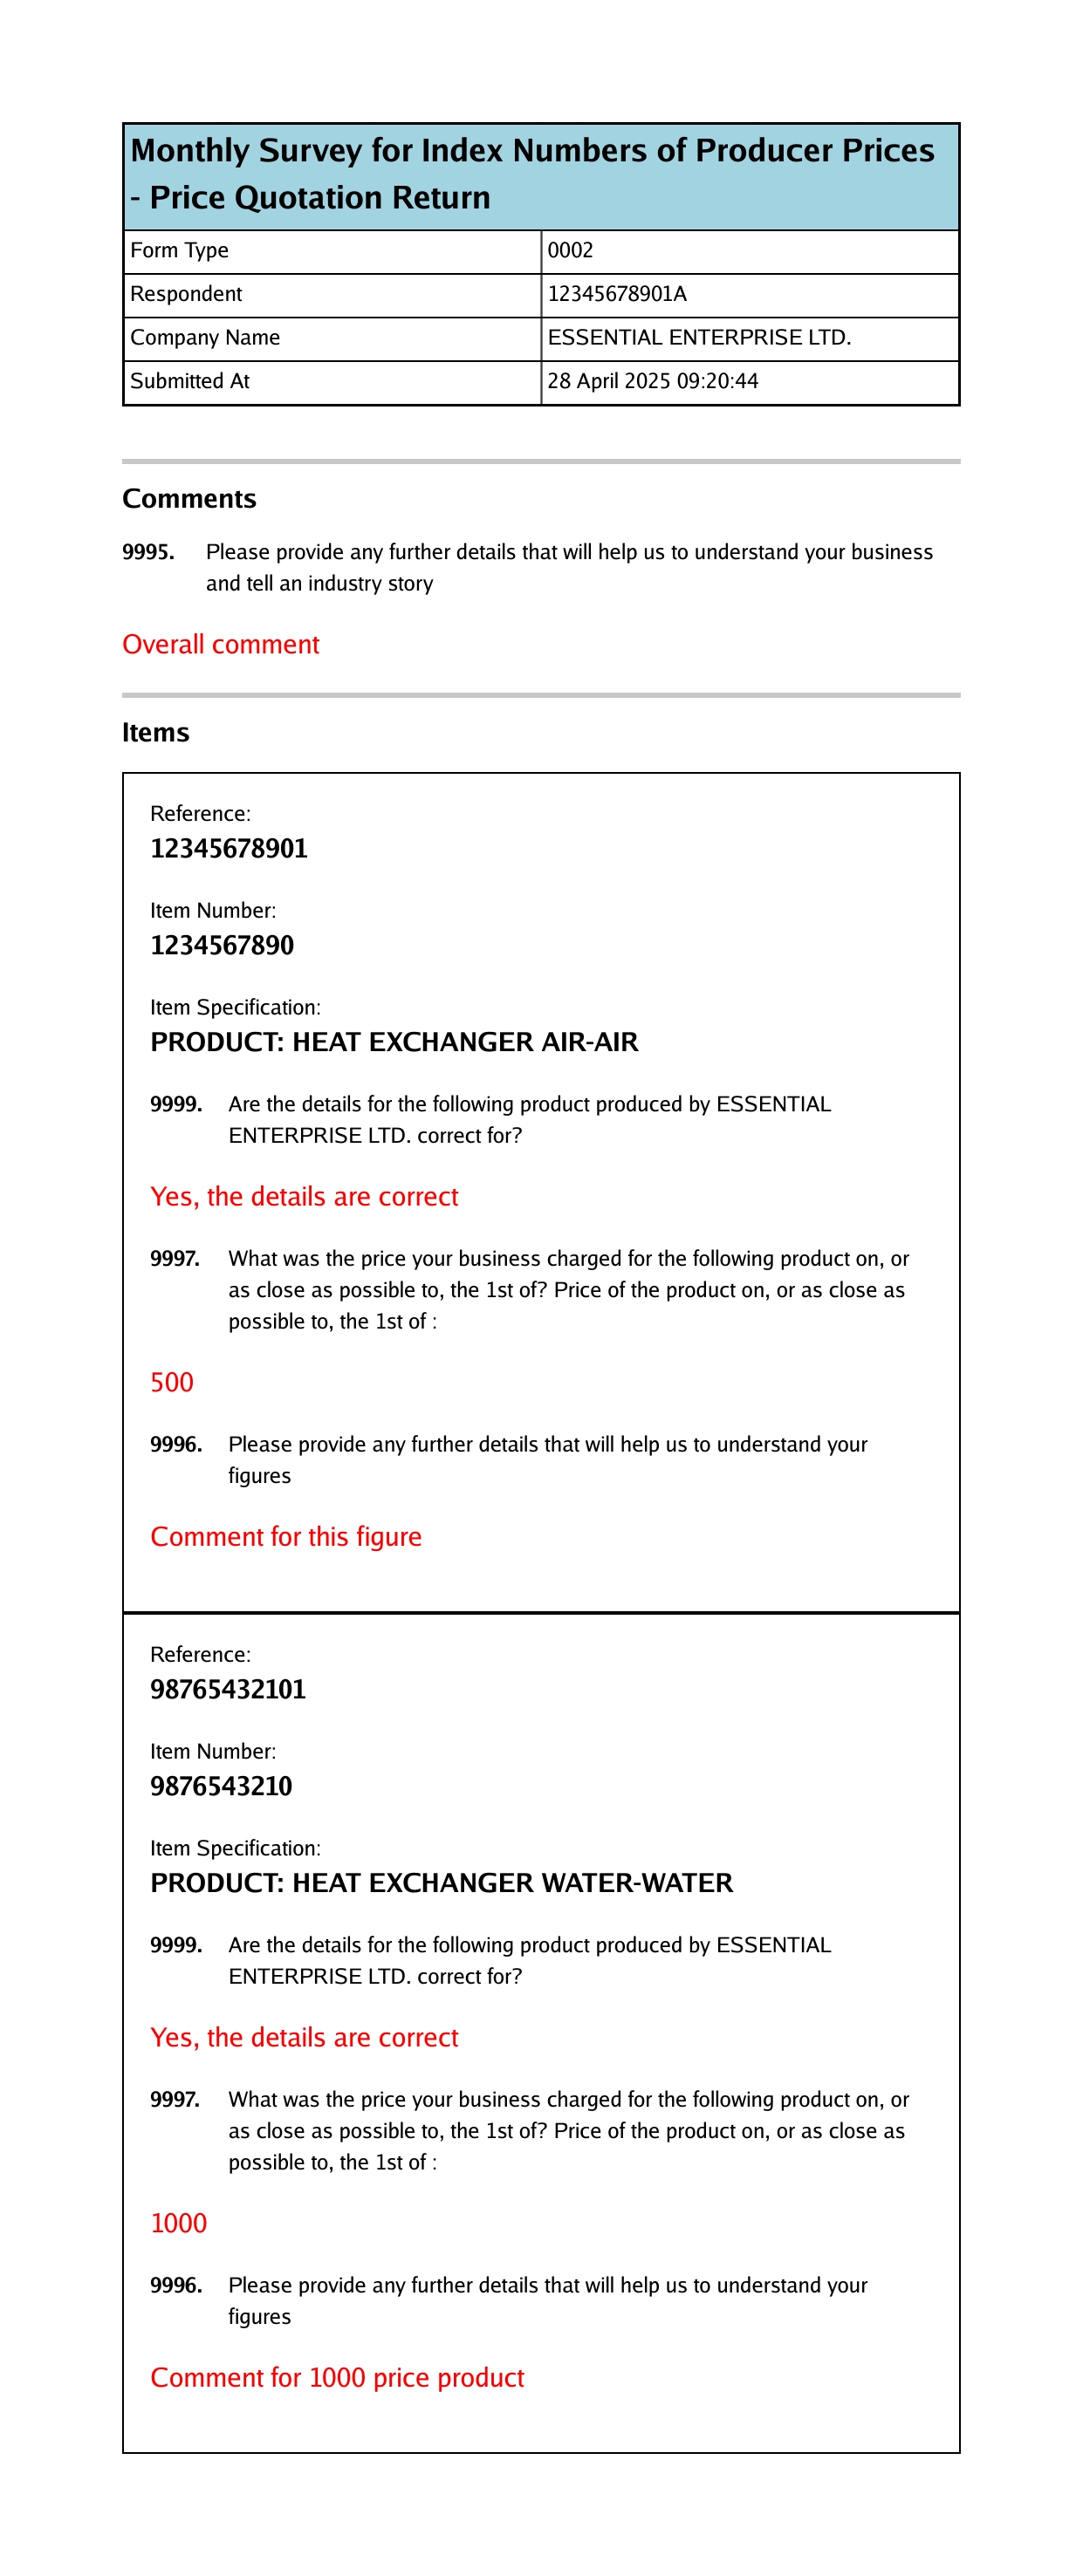 Monthly Survey for Index Numbers of Producer Prices
- Price Quotation Return
Form Type 0002
Respondent 12345678901A
Company Name ESSENTIAL ENTERPRISE LTD.
Submitted At 28 April 2025 09:20:44
Comments
9995. Please provide any further details that will help us to understand your business
and tell an industry story
Overall comment
Items
Reference:
12345678901
Item Number:
1234567890
Item Specification:
PRODUCT: HEAT EXCHANGER AIR-AIR
9999. Are the details for the following product produced by ESSENTIAL
ENTERPRISE LTD. correct for?
Yes, the details are correct
9997. What was the price your business charged for the following product on, or
as close as possible to, the 1st of? Price of the product on, or as close as
possible to, the 1st of :
500
9996. Please provide any further details that will help us to understand your
figures
Comment for this figure
Reference:
98765432101
Item Number:
9876543210
Item Specification:
PRODUCT: HEAT EXCHANGER WATER-WATER
9999. Are the details for the following product produced by ESSENTIAL
ENTERPRISE LTD. correct for?
Yes, the details are correct
9997. What was the price your business charged for the following product on, or
as close as possible to, the 1st of? Price of the product on, or as close as
possible to, the 1st of :
1000
9996. Please provide any further details that will help us to understand your
figures
Comment for 1000 price product